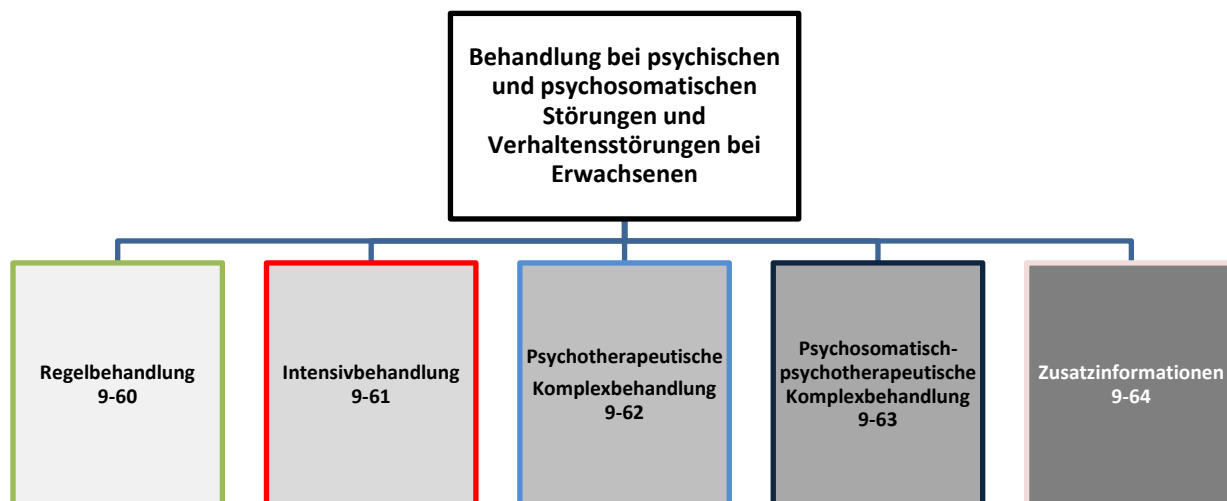 Behandlung bei psychischen
und psychosomatischen
Störungen und
Verhaltensstörungen bei
Erwachsenen
Regelbehandlung
9-60
Intensivbehandlung
9-61
Psychotherapeutische
Komplexbehandlung
9-62
Psychosomatisch-
psychotherapeutische
Komplexbehandlung
9-63
Zusatzinformationen
9-64